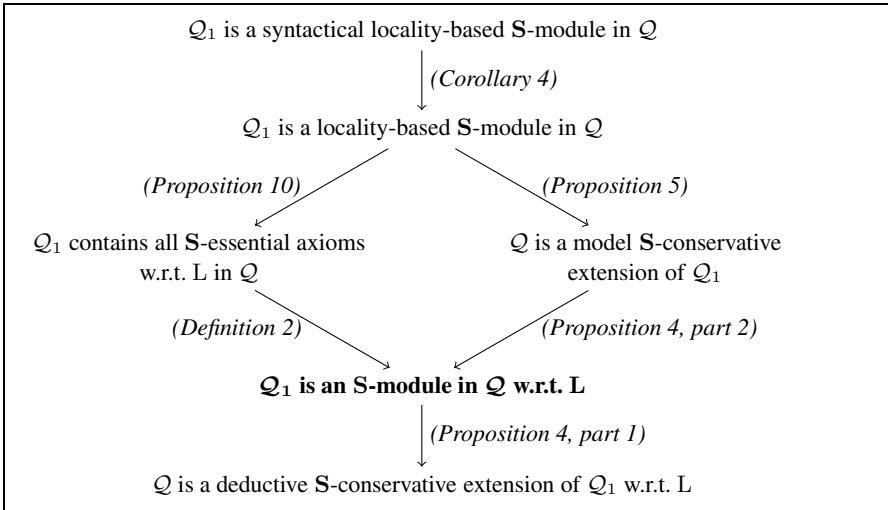 𝒬₁ is a syntactical locality-based S-module in 𝒬
(Corollary 4)
𝒬₁ is a locality-based S-module in 𝒬
(Proposition 10)
(Proposition 5)
𝒬₁ contains all S-essential axioms
w.r.t. L in 𝒬
𝒬 is a model S-conservative
extension of 𝒬₁
(Definition 2)
(Proposition 4, part 2)
𝒬₁ is an S-module in 𝒬 w.r.t. L
(Proposition 4, part 1)
𝒬 is a deductive S-conservative extension of 𝒬₁ w.r.t. L